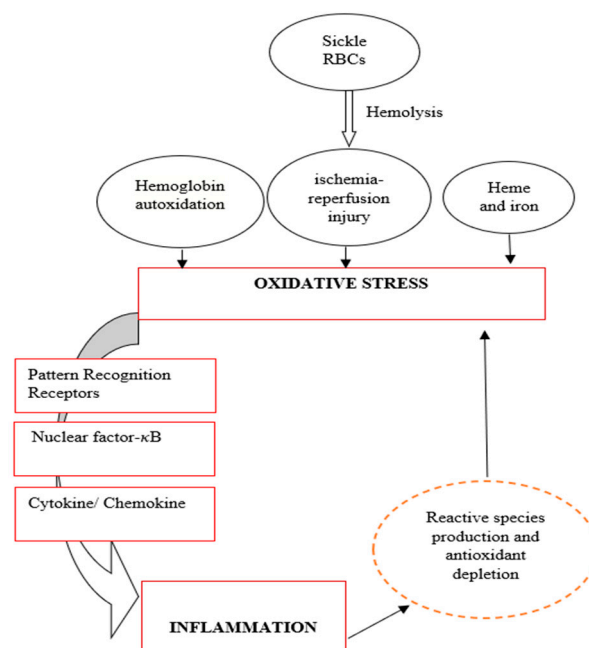 Sickle
RBCs
Hemolysis
Hemoglobin
autoxidation
ischemia-
reperfusion
injury
Heme
and iron
OXIDATIVE STRESS
Pattern Recognition
Receptors
Nuclear factor-κB
Cytokine/ Chemokine
Reactive species
production and
antioxidant
depletion
INFLAMMATION